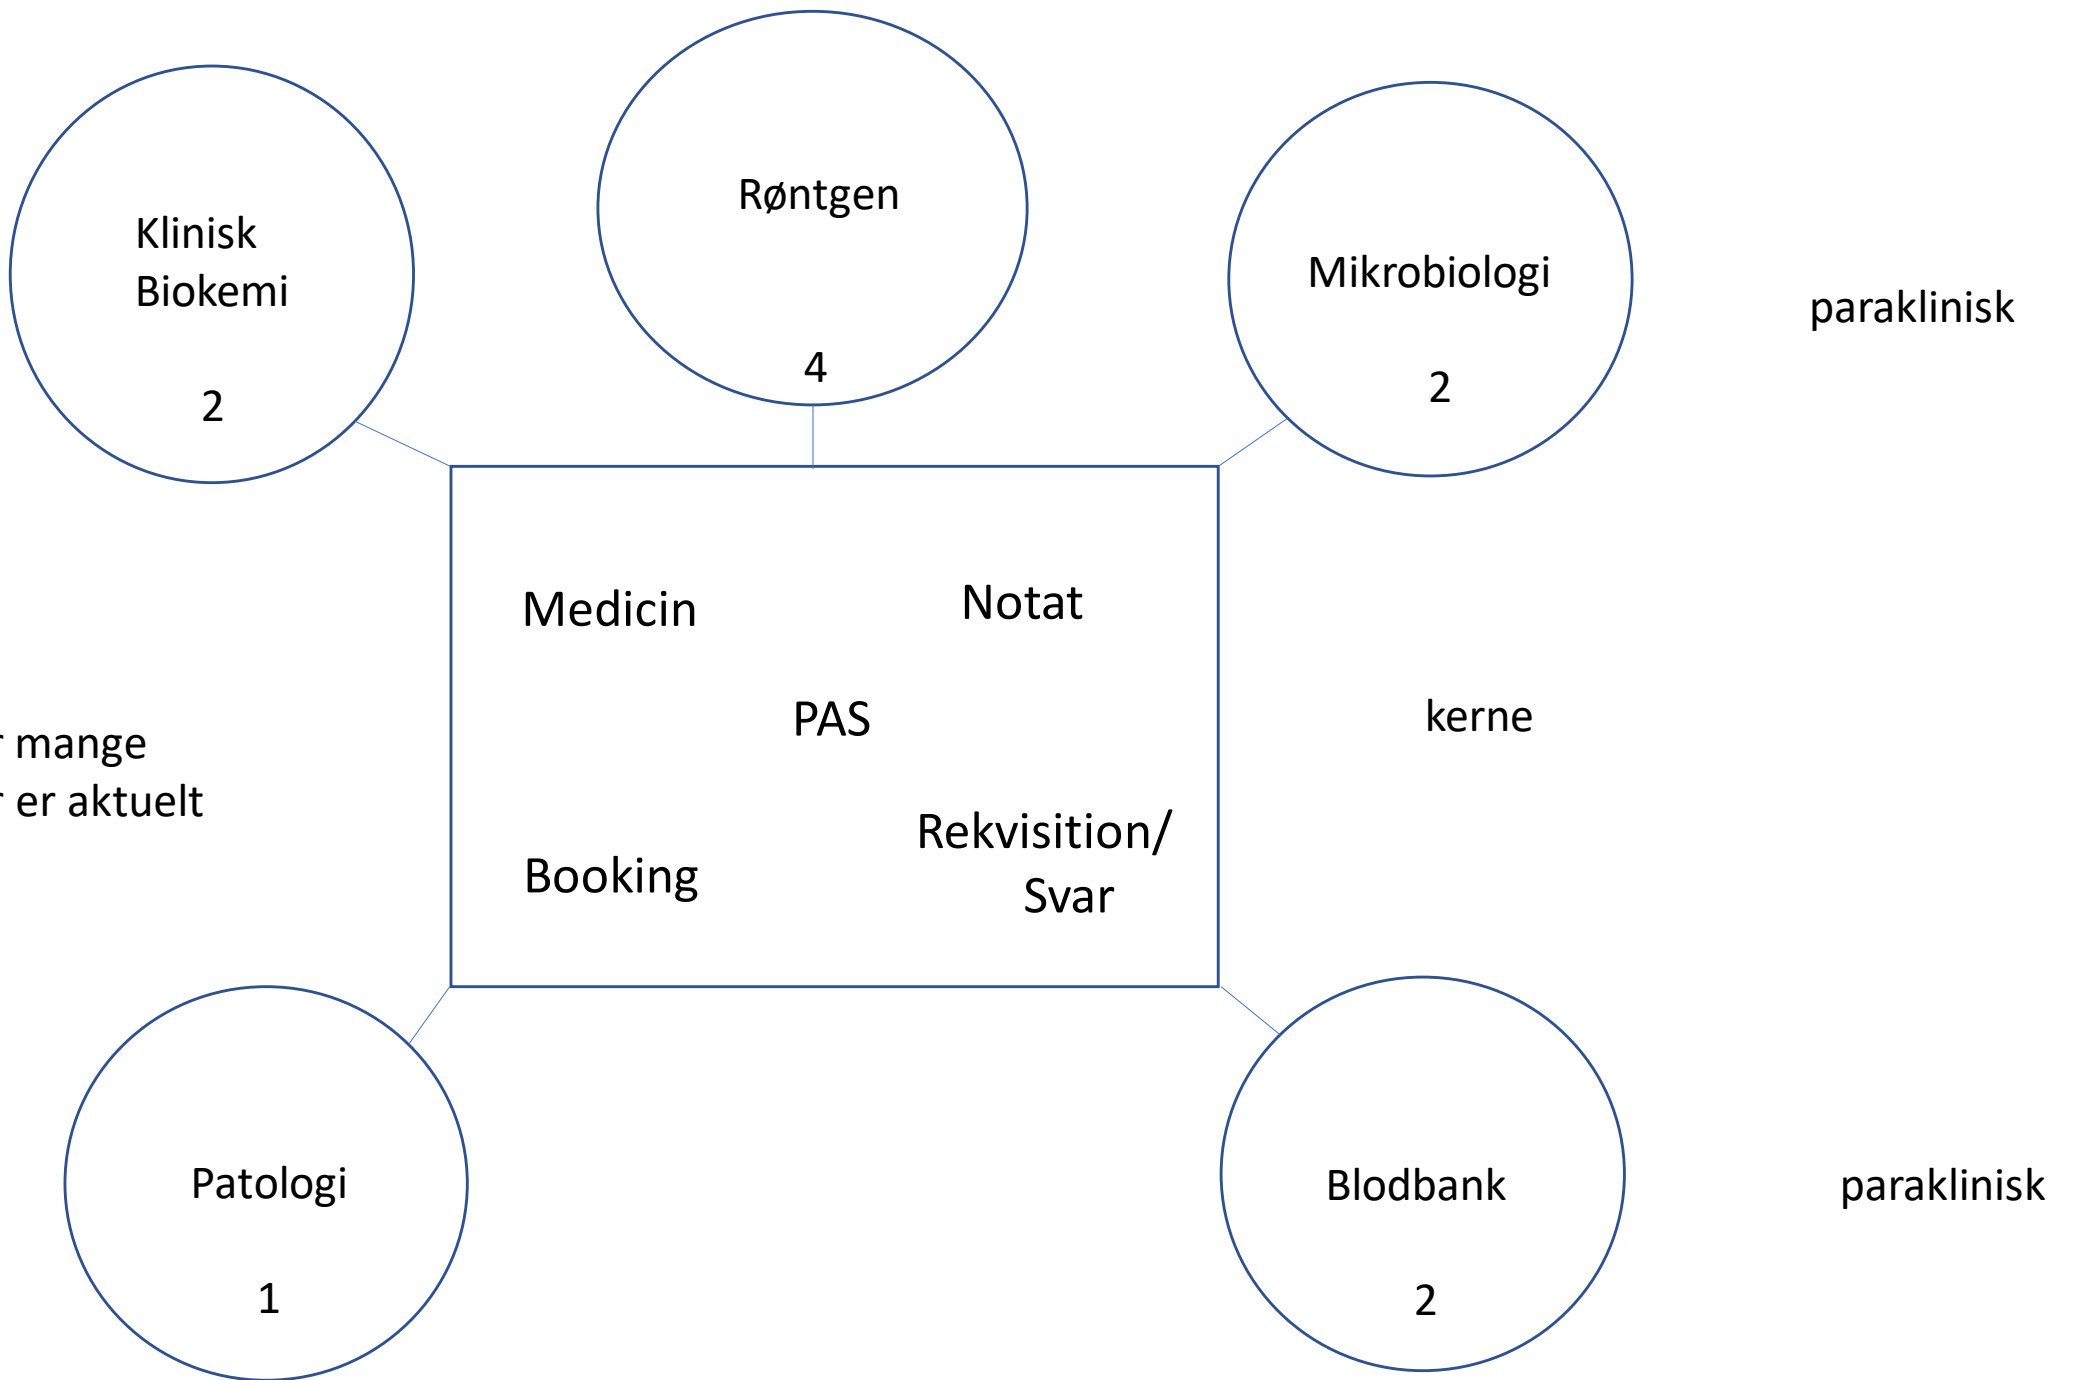 Røntgen
Klinisk
Biokemi
Mikrobiologi
paraklinisk
4
2
2
Medicin
Notat
PAS
kerne
mange
er aktuelt
Rekvisition/
Svar
Booking
Patologi
Blodbank
paraklinisk
1
2